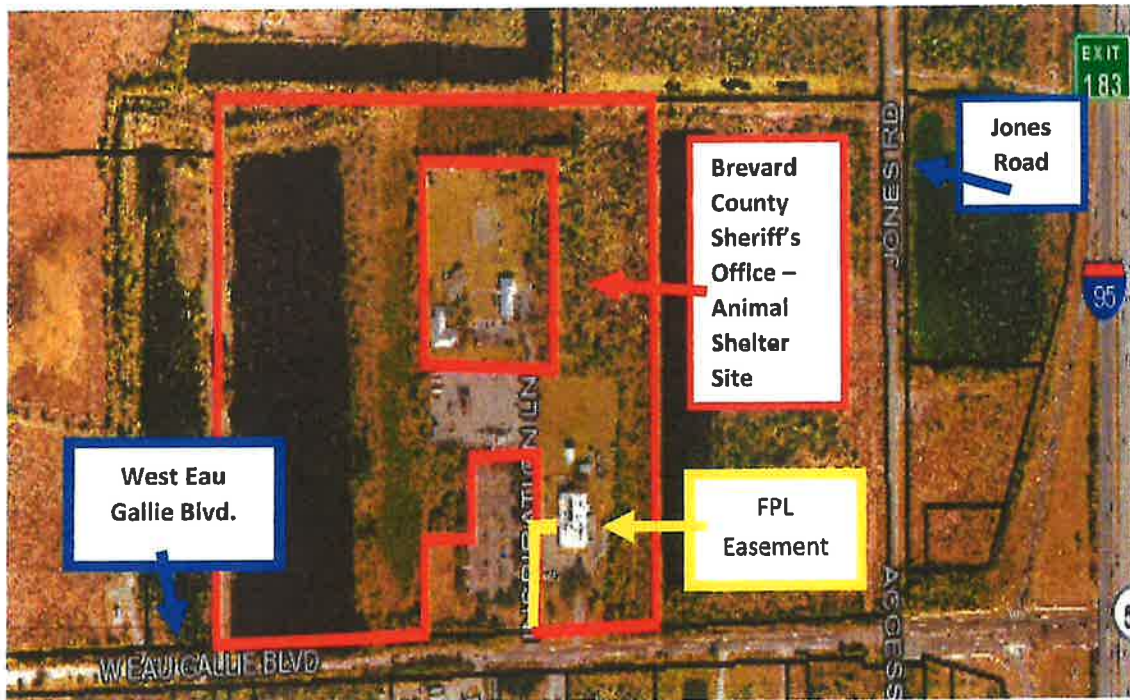 EXIT
183
Jones
Road
JONES RD
Brevard
County
Sheriff's
Office –
Animal
Shelter
Site
95
West Eau
Gallie Blvd.
FPL
Easement
W EAU GALLIE BLVD
ACCESS